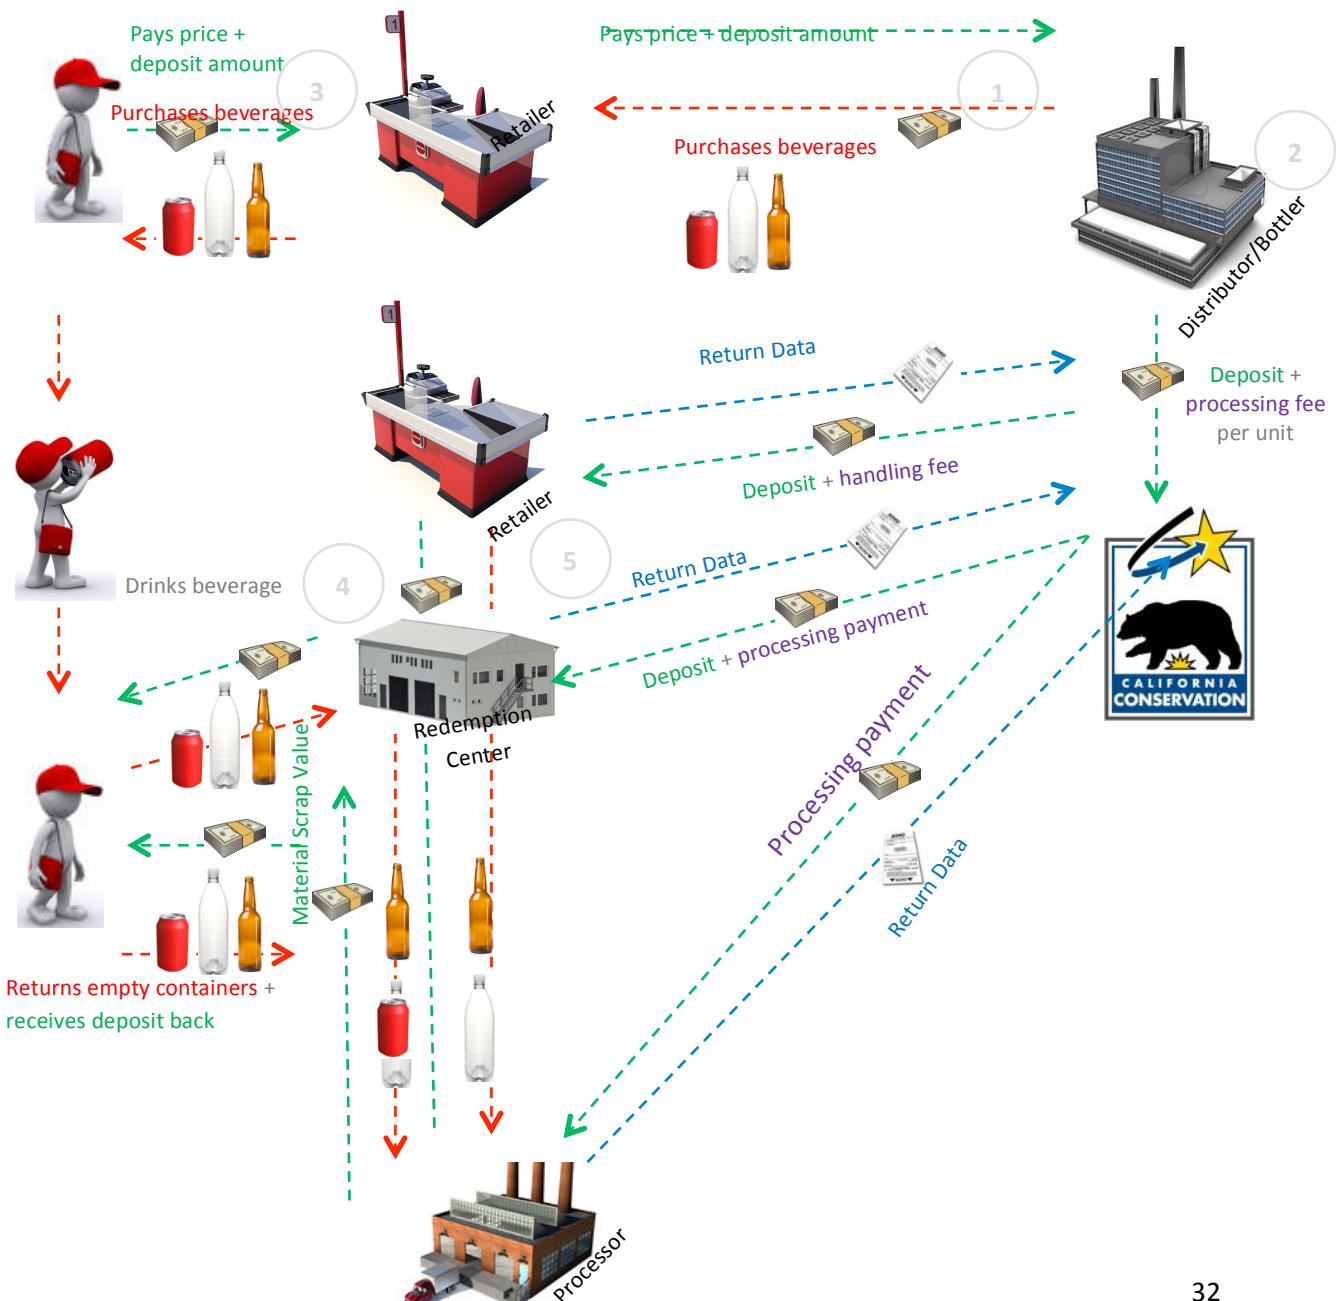 Pays price +
deposit amount
3
Purchases beverages
1
Retailer
Pays price + deposit amount
1
Purchases beverages
2
Distributor/Bottler
1
Retailer
Return Data
Deposit + handling fee
Deposit +
processing fee
per unit
Drinks beverage
4
5
Return Data
Deposit + processing payment
Redemption
Center
CALIFORNIA
CONSERVATION
Material Scrap Value
Processing payment
Return Data
Returns empty containers +
receives deposit back
Processor
32